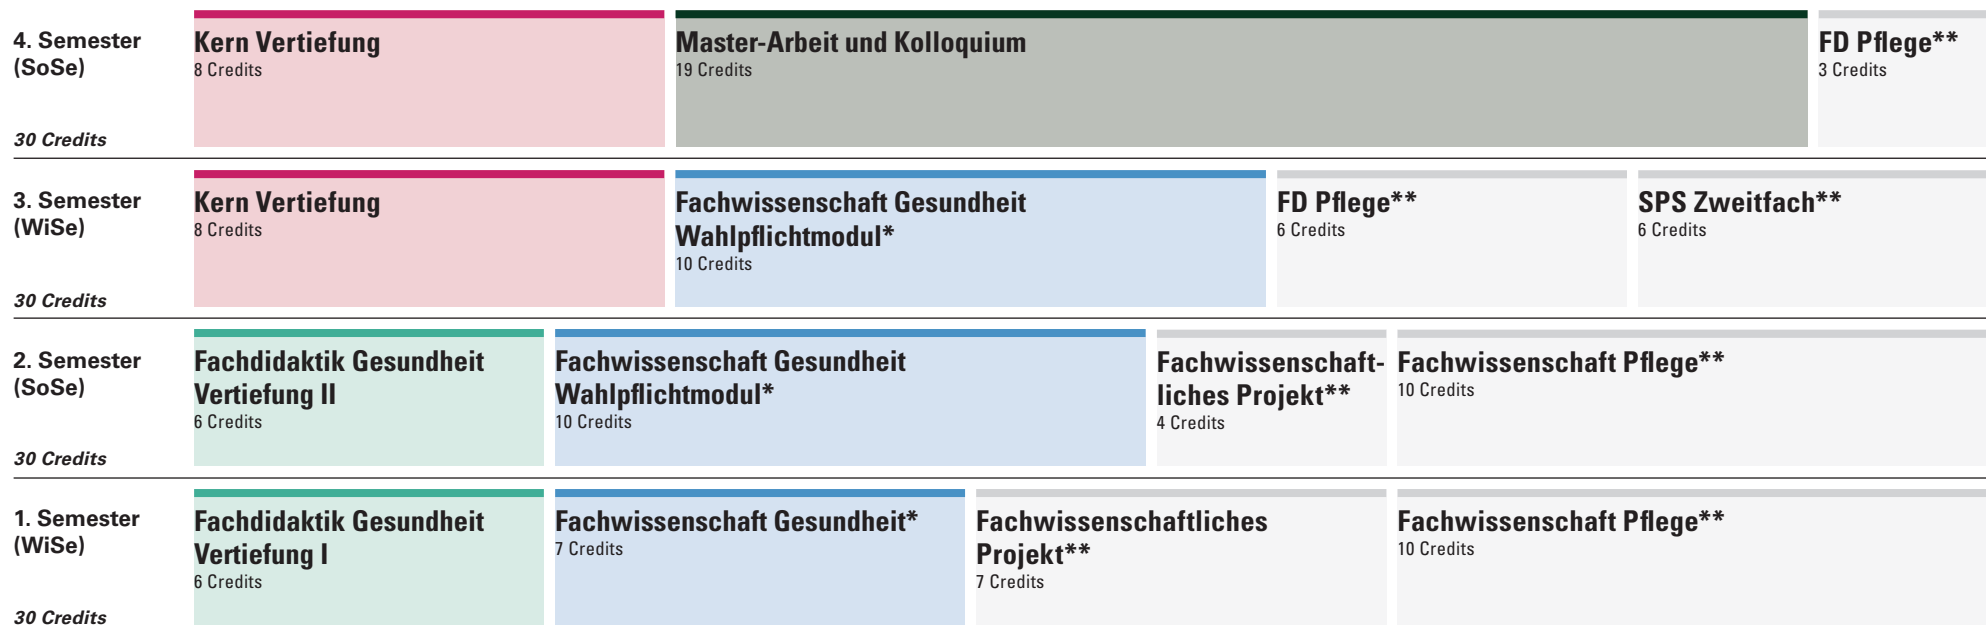 4. Semester
(SoSe)
30 Credits
Kern Vertiefung
8 Credits
Master-Arbeit und Kolloquium
19 Credits
FD Pflege**
3 Credits
3. Semester
(WiSe)
30 Credits
Kern Vertiefung
8 Credits
Fachwissenschaft Gesundheit
Wahlpflichtmodul*
10 Credits
FD Pflege**
6 Credits
SPS Zweitfach**
6 Credits
2. Semester
(SoSe)
30 Credits
Fachdidaktik Gesundheit
Vertiefung II
6 Credits
Fachwissenschaft Gesundheit
Wahlpflichtmodul*
10 Credits
Fachwissenschaft-
liches Projekt**
4 Credits
Fachwissenschaft Pflege**
10 Credits
1. Semester
(WiSe)
30 Credits
Fachdidaktik Gesundheit
Vertiefung I
6 Credits
Fachwissenschaft Gesundheit*
7 Credits
Fachwissenschaftliches
Projekt**
7 Credits
Fachwissenschaft Pflege**
10 Credits